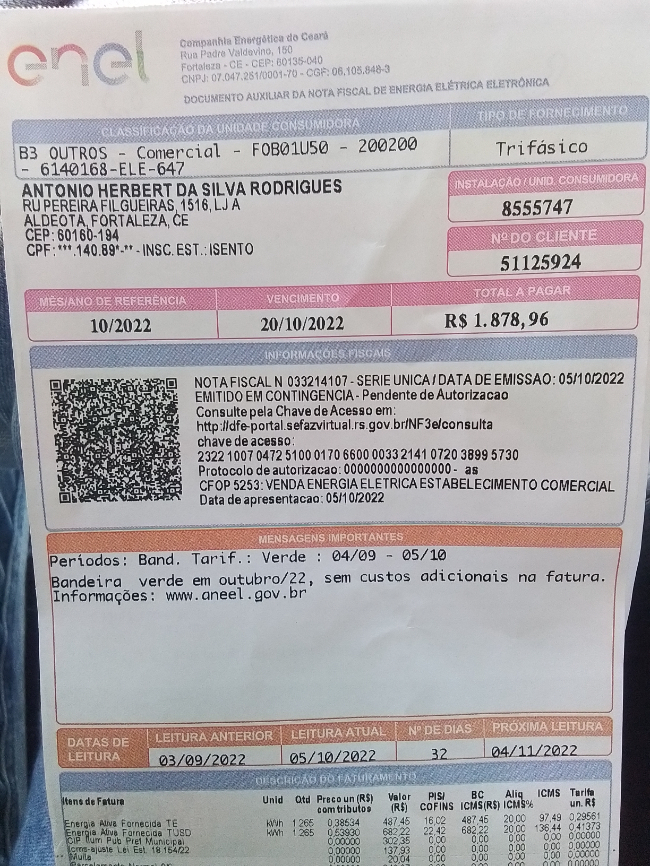 enel
Companhia Energética do Ceará
Rua Padre Valdevino, 150
Fortaleza - CE - CEP: 60135-040
CNPJ: 07.047.251/0001-70 - CGF: 06.105.848-3
DOCUMENTO AUXILIAR DA NOTA FISCAL DE ENERGIA ELÉTRICA ELETRÔNICA
CLASSIFICAÇÃO DA UNIDADE CONSUMIDORA
TIPO DE FORNECIMENTO
B3 OUTROS - Comercial - F0B01U50 - 200200
- 6140168-ELE-647
Trifásico
ANTONIO HERBERT DA SILVA RODRIGUES
RU PEREIRA FILGUEIRAS, 1516, LJ A
ALDEOTA, FORTALEZA, CE
CEP: 60160-194
CPF: ***.140.89*-** - INSC. EST.: ISENTO
INSTALAÇÃO / UNID. CONSUMIDORA
8555747
Nº DO CLIENTE
51125924
MÊS/ANO DE REFERÊNCIA VENCIMENTO TOTAL A PAGAR
10/2022 20/10/2022 R$ 1.878,96
INFORMAÇÕES FISCAIS
NOTA FISCAL N 033214107 - SERIE UNICA / DATA DE EMISSAO: 05/10/2022
EMITIDO EM CONTINGENCIA - Pendente de Autorizacao
Consulte pela Chave de Acesso em:
http://dfe-portal.sefazvirtual.rs.gov.br/NF3e/consulta
chave de acesso:
2322 1007 0472 5100 0170 6600 0033 2141 0720 3899 5730
Protocolo de autorizacao: 0000000000000000 - as
CFOP 5253: VENDA ENERGIA ELETRICA ESTABELECIMENTO COMERCIAL
Data de apresentacao: 05/10/2022
MENSAGENS IMPORTANTES
Períodos: Band. Tarif.: Verde : 04/09 - 05/10
Bandeira verde em outubro/22, sem custos adicionais na fatura.
Informações: www.aneel.gov.br
DATAS DE LEITURA
LEITURA ANTERIOR LEITURA ATUAL Nº DE DIAS PRÓXIMA LEITURA
03/09/2022 05/10/2022 32 04/11/2022
DESCRIÇÃO DO FATURAMENTO
Itens de Fatura Unid Qtd Preco un (R$) com tributos Valor (R$) PIS/ COFINS BC ICMS(R$) Aliq ICMS% ICMS Tarifa un. R$
Energia Ativa Fornecida TE kWh 1.265 0,38534 487,45 16,02 487,45 20,00 97,49 0,29561
Energia Ativa Fornecida TUSD kWh 1.265 0,53930 682,22 22,42 682,22 20,00 136,44 0,41373
CIP Ilum Pub Pref Municipal 0,00000 302,35 0,00 0,00 0,00 0,00 0,00000
Icms-ajuste Lei Est. 18.154/22 0,00000 137,93 0,00 0,00 0,00 0,00 0,00000
Multa 0,00000 20,04 0,00 0,00 0,00 0,00 0,00000